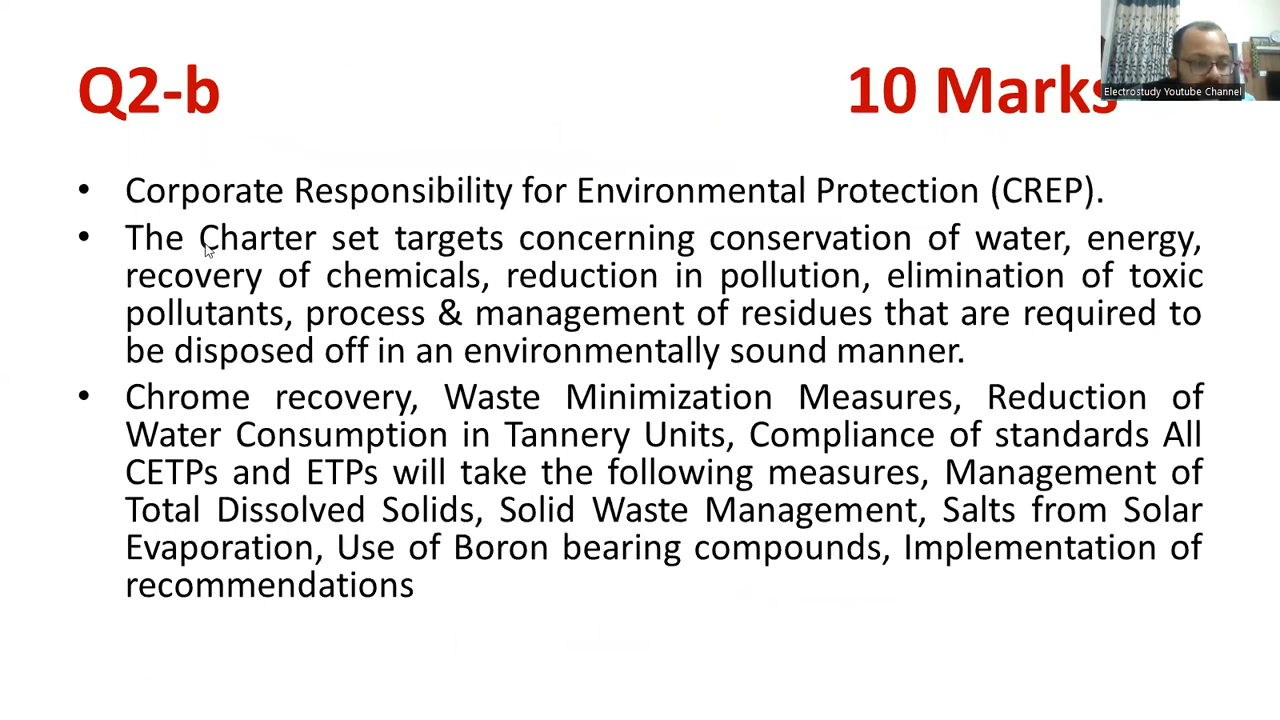 Q2-b
10 Marks
Electrostudy Youtube Channel
• Corporate Responsibility for Environmental Protection (CREP).
• The Charter set targets concerning conservation of water, energy,
recovery of chemicals, reduction in pollution, elimination of toxic
pollutants, process & management of residues that are required to
be disposed off in an environmentally sound manner.
• Chrome recovery, Waste Minimization Measures, Reduction of
Water Consumption in Tannery Units, Compliance of standards All
CETPs and ETPs will take the following measures, Management of
Total Dissolved Solids, Solid Waste Management, Salts from Solar
Evaporation, Use of Boron bearing compounds, Implementation of
recommendations